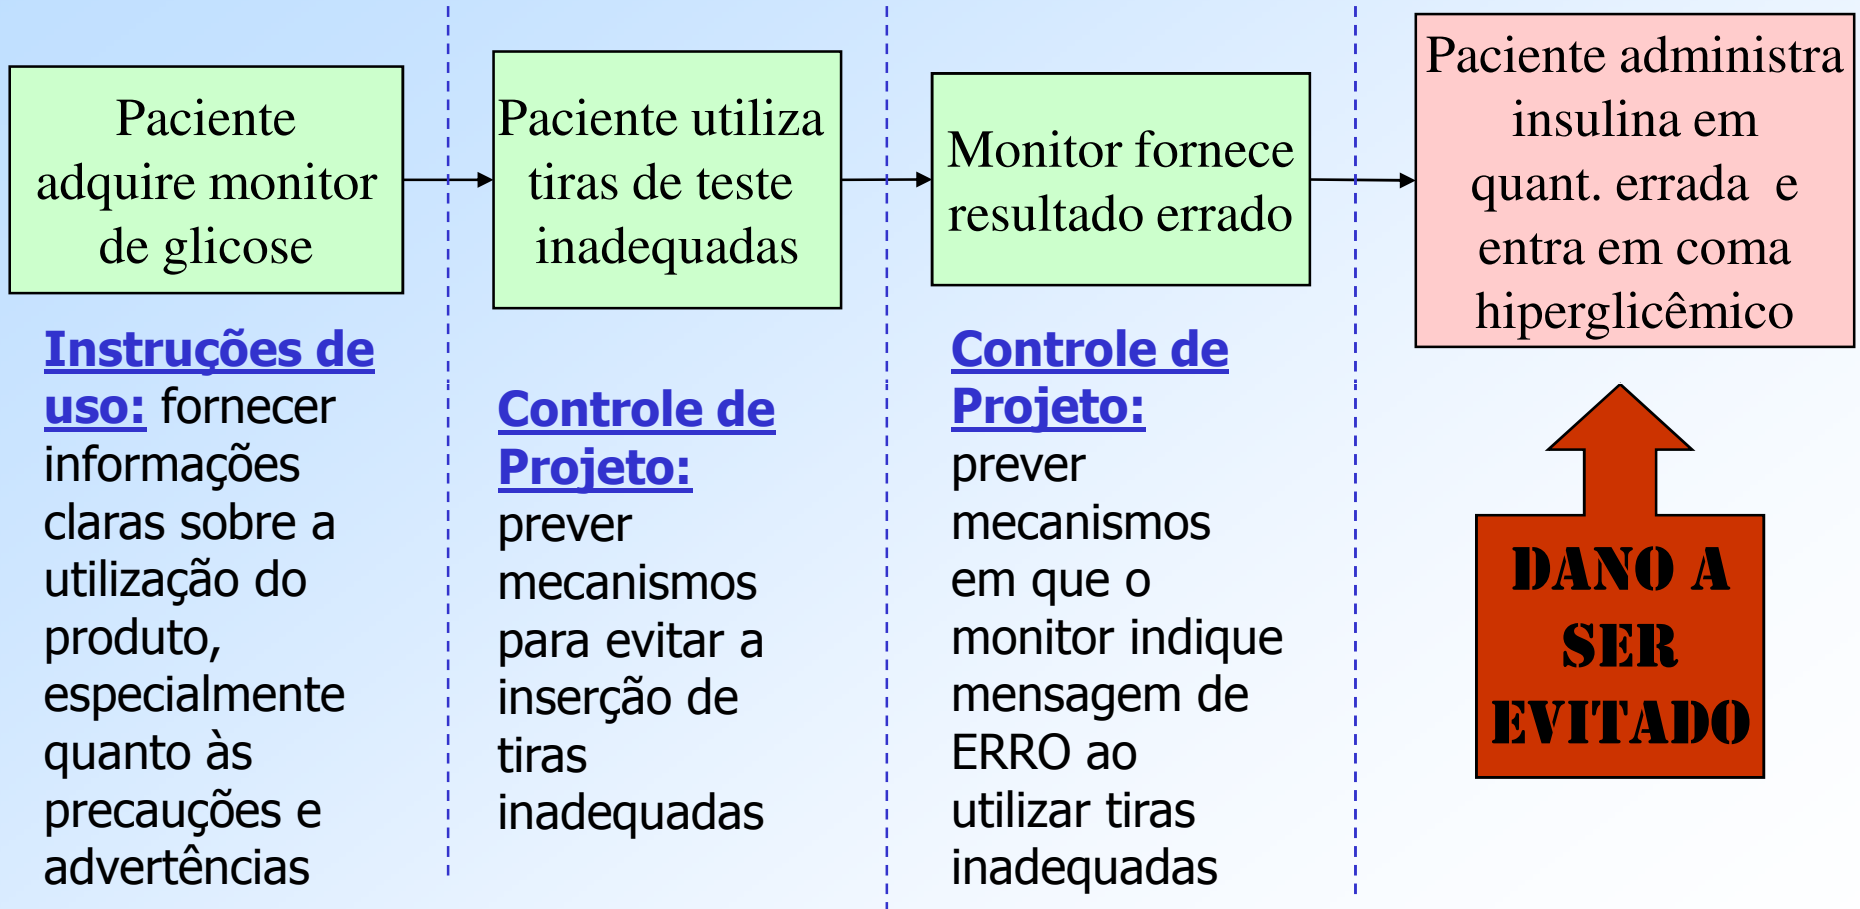 Paciente
adquire monitor
de glicose
Paciente utiliza
tiras de teste
inadequadas
Monitor fornece
resultado errado
Paciente administra
insulina em
quant. errada e
entra em coma
hiperglicêmico
Instruções de
uso: fornecer
informações
claras sobre a
utilização do
produto,
especialmente
quanto às
precauções e
advertências
Controle de
Projeto:
prever
mecanismos
para evitar a
inserção de
tiras
inadequadas
Controle de
Projeto:
prever
mecanismos
em que o
monitor indique
mensagem de
ERRO ao
utilizar tiras
inadequadas
DANO A
SER
EVITADO